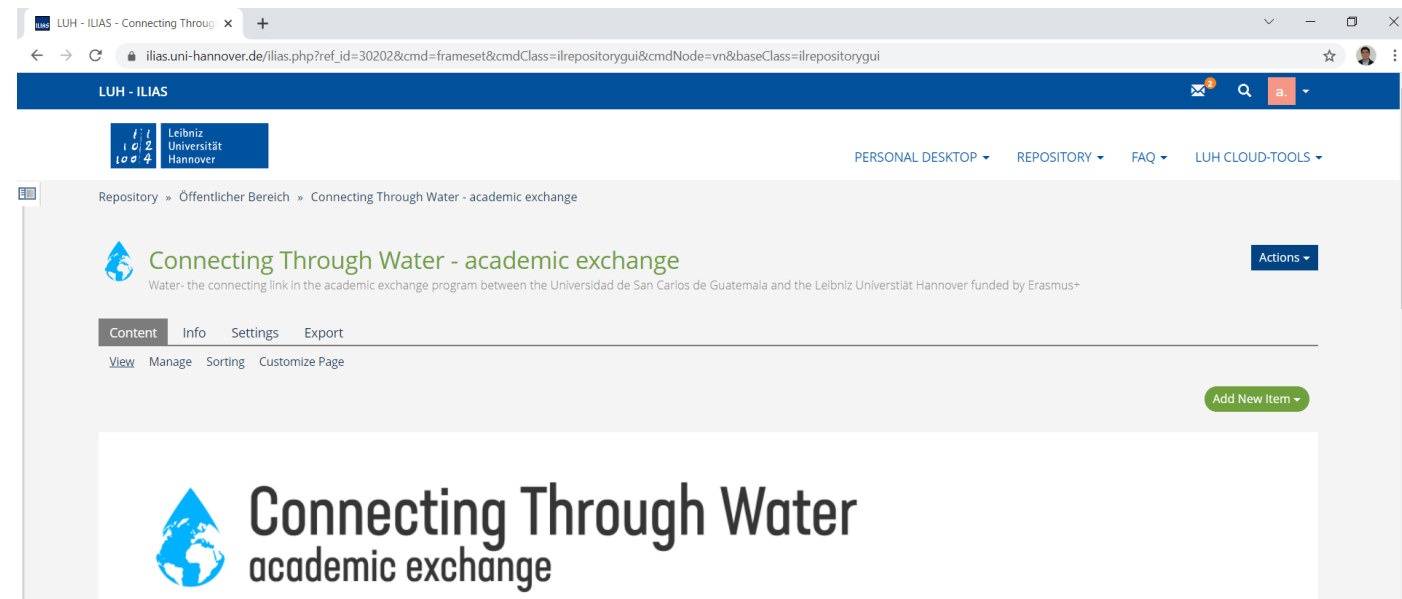 LUH - ILIAS - Connecting Throug
ilias.uni-hannover.de/ilias.php?ref_id=30202&cmd=frameset&cmdClass=ilrepositorygui&cmdNode=vn&baseClass=ilrepositorygui
LUH - ILIAS
2
a.
Leibniz
Universität
Hannover
PERSONAL DESKTOP
REPOSITORY
FAQ
LUH CLOUD-TOOLS
Repository » Öffentlicher Bereich » Connecting Through Water - academic exchange
Connecting Through Water - academic exchange
Actions
Water- the connecting link in the academic exchange program between the Universidad de San Carlos de Guatemala and the Leibniz Universtiät Hannover funded by Erasmus+
Content Info Settings Export
View Manage Sorting Customize Page
Add New Item
Connecting Through Water
academic exchange